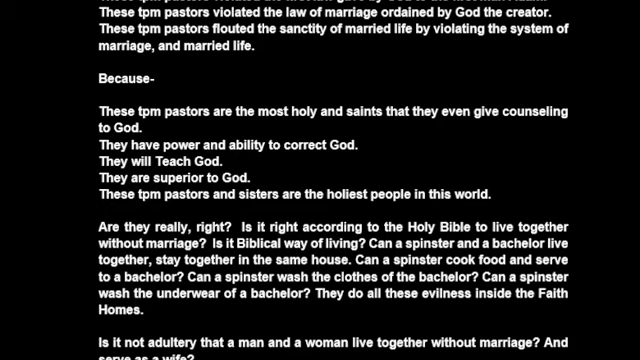 These tpm pastors violated the law of marriage ordained by God the creator.
These tpm pastors flouted the sanctity of married life by violating the system of
marriage, and married life.
Because-
These tpm pastors are the most holy and saints that they even give counseling
to God.
They have power and ability to correct God.
They will Teach God.
They are superior to God.
These tpm pastors and sisters are the holiest people in this world.
Are they really, right?  Is it right according to the Holy Bible to live together
without marriage? Is it Biblical way of living? Can a spinster and a bachelor live
together, stay together in the same house. Can a spinster cook food and serve
to a bachelor? Can a spinster wash the clothes of the bachelor? Can a spinster
wash the underwear of a bachelor? They do all these evilness inside the Faith
Homes.
Is it not adultery that a man and a woman live together without marriage? And
serve as a wife?